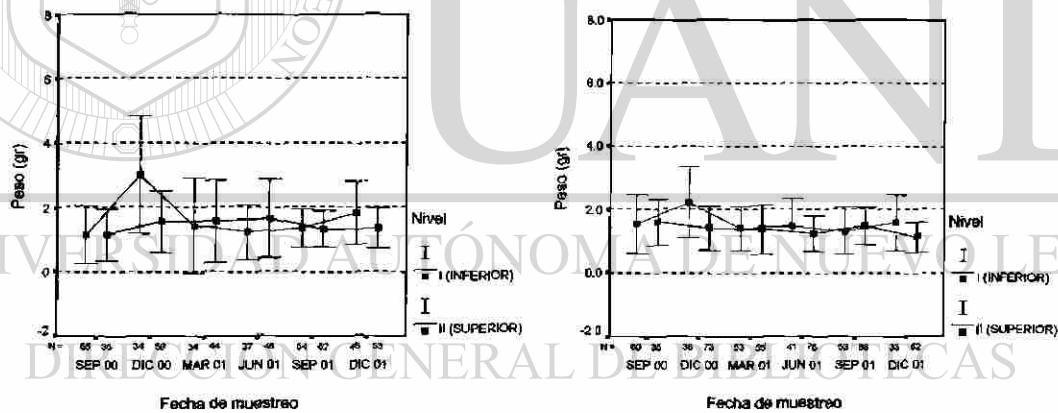 8
6
4
2
0
-2
Peso (gr)
Nivel
I (INFERIOR)
II (SUPERIOR)
N =
SEP 00 DIC 00 MAR 01 JUN 01 SEP 01 DIC 01
Fecha de muestreo
8.0
6.0
4.0
2.0
0.0
-2.0
Peso (gr)
Nivel
I (INFERIOR)
II (SUPERIOR)
N =
SEP 00 DIC 00 MAR 01 JUN 01 SEP 01 DIC 01
Fecha de muestreo
UANL
UNIVERSIDAD AUTÓNOMA DE NUEVO LE
DIRECCIÓN GENERAL DE BIBLIOTECAS